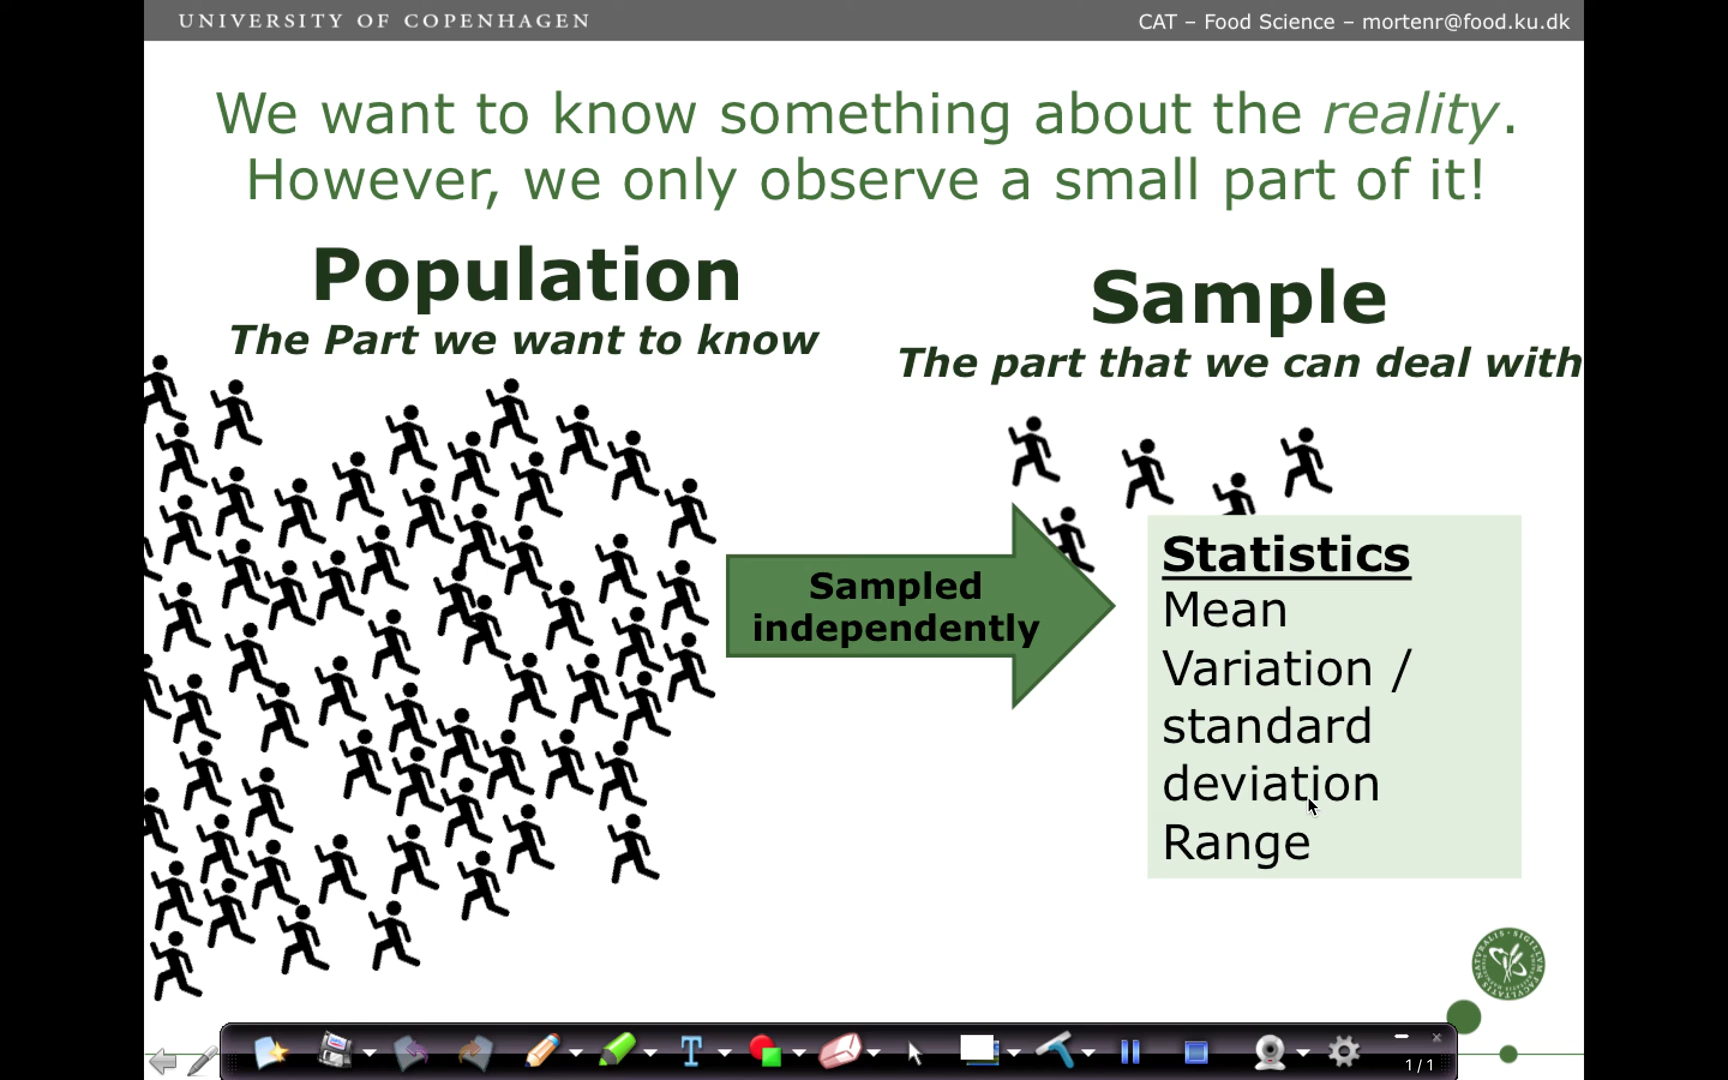 UNIVERSITY OF COPENHAGEN
CAT – Food Science – mortenr@food.ku.dk
We want to know something about the reality.
However, we only observe a small part of it!
Population
The Part we want to know
Sample
The part that we can deal with
Sampled
independently
Statistics
Mean
Variation /
standard
deviation
Range
T
1/1